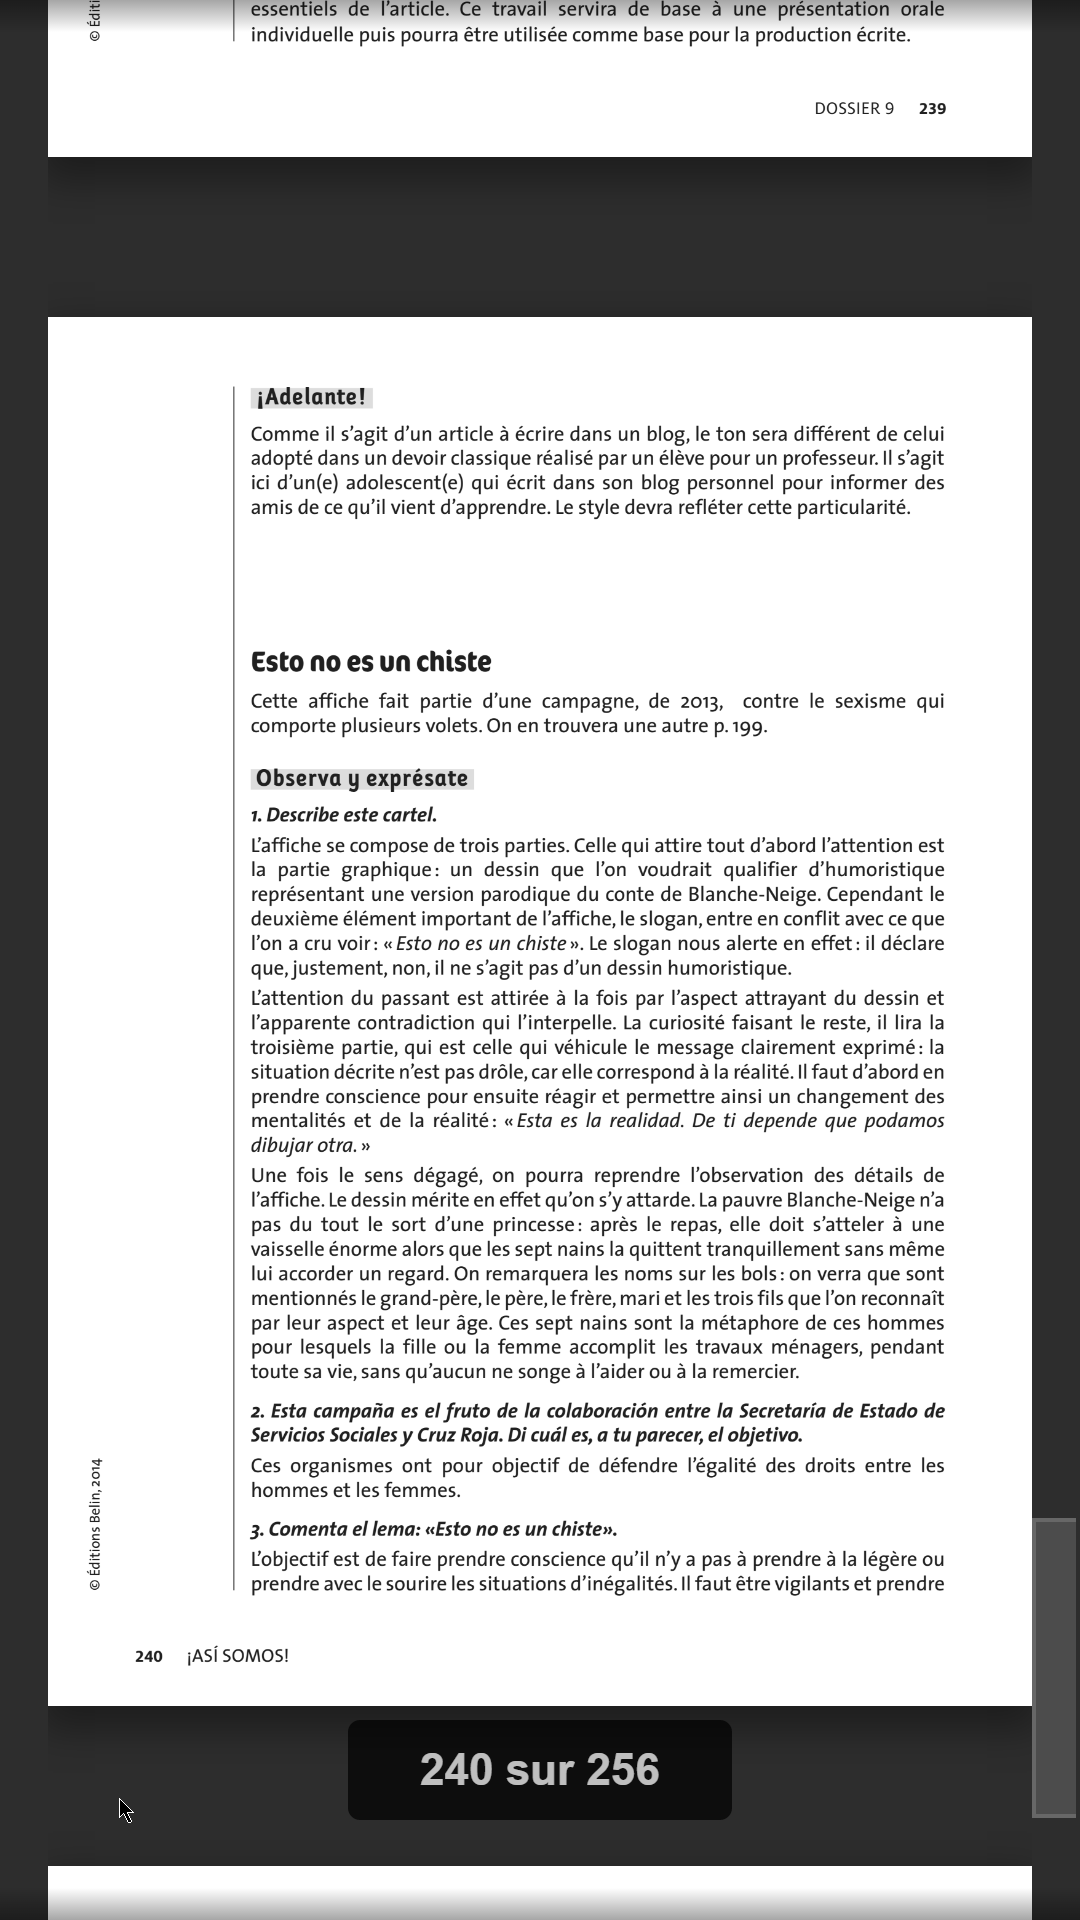 essentiels de l’article. Ce travail servira de base à une présentation orale
individuelle puis pourra être utilisée comme base pour la production écrite.
© Éditi
DOSSIER 9 239
¡Adelante!
Comme il s’agit d’un article à écrire dans un blog, le ton sera différent de celui
adopté dans un devoir classique réalisé par un élève pour un professeur. Il s’agit
ici d’un(e) adolescent(e) qui écrit dans son blog personnel pour informer des
amis de ce qu’il vient d’apprendre. Le style devra refléter cette particularité.
Esto no es un chiste
Cette affiche fait partie d’une campagne, de 2013, contre le sexisme qui
comporte plusieurs volets. On en trouvera une autre p. 199.
Observa y exprésate
1. Describe este cartel.
L’affiche se compose de trois parties. Celle qui attire tout d’abord l’attention est
la partie graphique : un dessin que l’on voudrait qualifier d’humoristique
représentant une version parodique du conte de Blanche-Neige. Cependant le
deuxième élément important de l’affiche, le slogan, entre en conflit avec ce que
l’on a cru voir : « Esto no es un chiste ». Le slogan nous alerte en effet : il déclare
que, justement, non, il ne s’agit pas d’un dessin humoristique.
L’attention du passant est attirée à la fois par l’aspect attrayant du dessin et
l’apparente contradiction qui l’interpelle. La curiosité faisant le reste, il lira la
troisième partie, qui est celle qui véhicule le message clairement exprimé : la
situation décrite n’est pas drôle, car elle correspond à la réalité. Il faut d’abord en
prendre conscience pour ensuite réagir et permettre ainsi un changement des
mentalités et de la réalité : « Esta es la realidad. De ti depende que podamos
dibujar otra. »
Une fois le sens dégagé, on pourra reprendre l’observation des détails de
l’affiche. Le dessin mérite en effet qu’on s’y attarde. La pauvre Blanche-Neige n’a
pas du tout le sort d’une princesse : après le repas, elle doit s’atteler à une
vaisselle énorme alors que les sept nains la quittent tranquillement sans même
lui accorder un regard. On remarquera les noms sur les bols : on verra que sont
mentionnés le grand-père, le père, le frère, mari et les trois fils que l’on reconnaît
par leur aspect et leur âge. Ces sept nains sont la métaphore de ces hommes
pour lesquels la fille ou la femme accomplit les travaux ménagers, pendant
toute sa vie, sans qu’aucun ne songe à l’aider ou à la remercier.
2. Esta campaña es el fruto de la colaboración entre la Secretaría de Estado de
Servicios Sociales y Cruz Roja. Di cuál es, a tu parecer, el objetivo.
Ces organismes ont pour objectif de défendre l’égalité des droits entre les
hommes et les femmes.
3. Comenta el lema: «Esto no es un chiste».
L’objectif est de faire prendre conscience qu’il n’y a pas à prendre à la légère ou
prendre avec le sourire les situations d’inégalités. Il faut être vigilants et prendre
© Éditions Belin, 2014
240 ¡ASÍ SOMOS!
240 sur 256